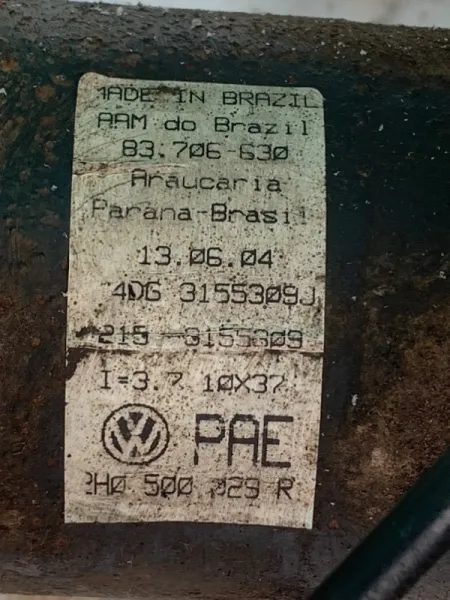 MADE IN BRAZIL
AAM do Brazil
83.706-630
Araucaria
Parana-Brasil
13.06.04
4DG 3155309J
215 -3155309
I=3.7 10X37
PAE
2H0 500 029 R